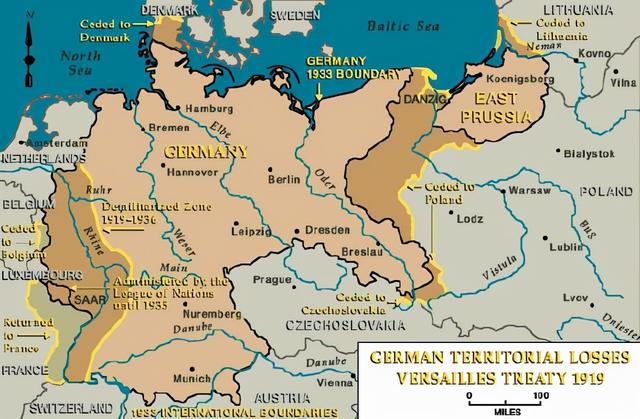 DENMARK
SWEDEN
LITHUANIA
Ceded to
Denmark
Baltic Sea
Ceded to
Lithuania
N
North
Sea
Neman
Kovno
GERMANY
1933 BOUNDARY
Koenigsberg
Vilna
DANZIG
EAST
PRUSSIA
Hamburg
Bremen
Elbe
Amsterdam
NETHERLANDS
GERMANY
Hannover
Berlin
Oder
Bialystok
Ruhr
Ceded to
Poland
Warsaw
POLAND
BELGIUM
Demilitarized Zone
1919-1936
Lodz
Bug
Ceded
to
Belgium
Rhine
Weser
Leipzig
Dresden
Breslau
Lublin
Main
Vistula
LUXEMBOURG
Administered by the
League of Nations
until 1935
SAAR
Prague
Ceded to
Czechoslovakia
Lvov
Nuremberg
Dniester
Returned
to
France
Danube
CZECHOSLOVAKIA
FRANCE
Danube
Munich
Vienna
AUSTRIA
SWITZERLAND
1933 INTERNATIONAL BOUNDARIES
GERMAN TERRITORIAL LOSSES
VERSAILLES TREATY 1919
0 100
MILES